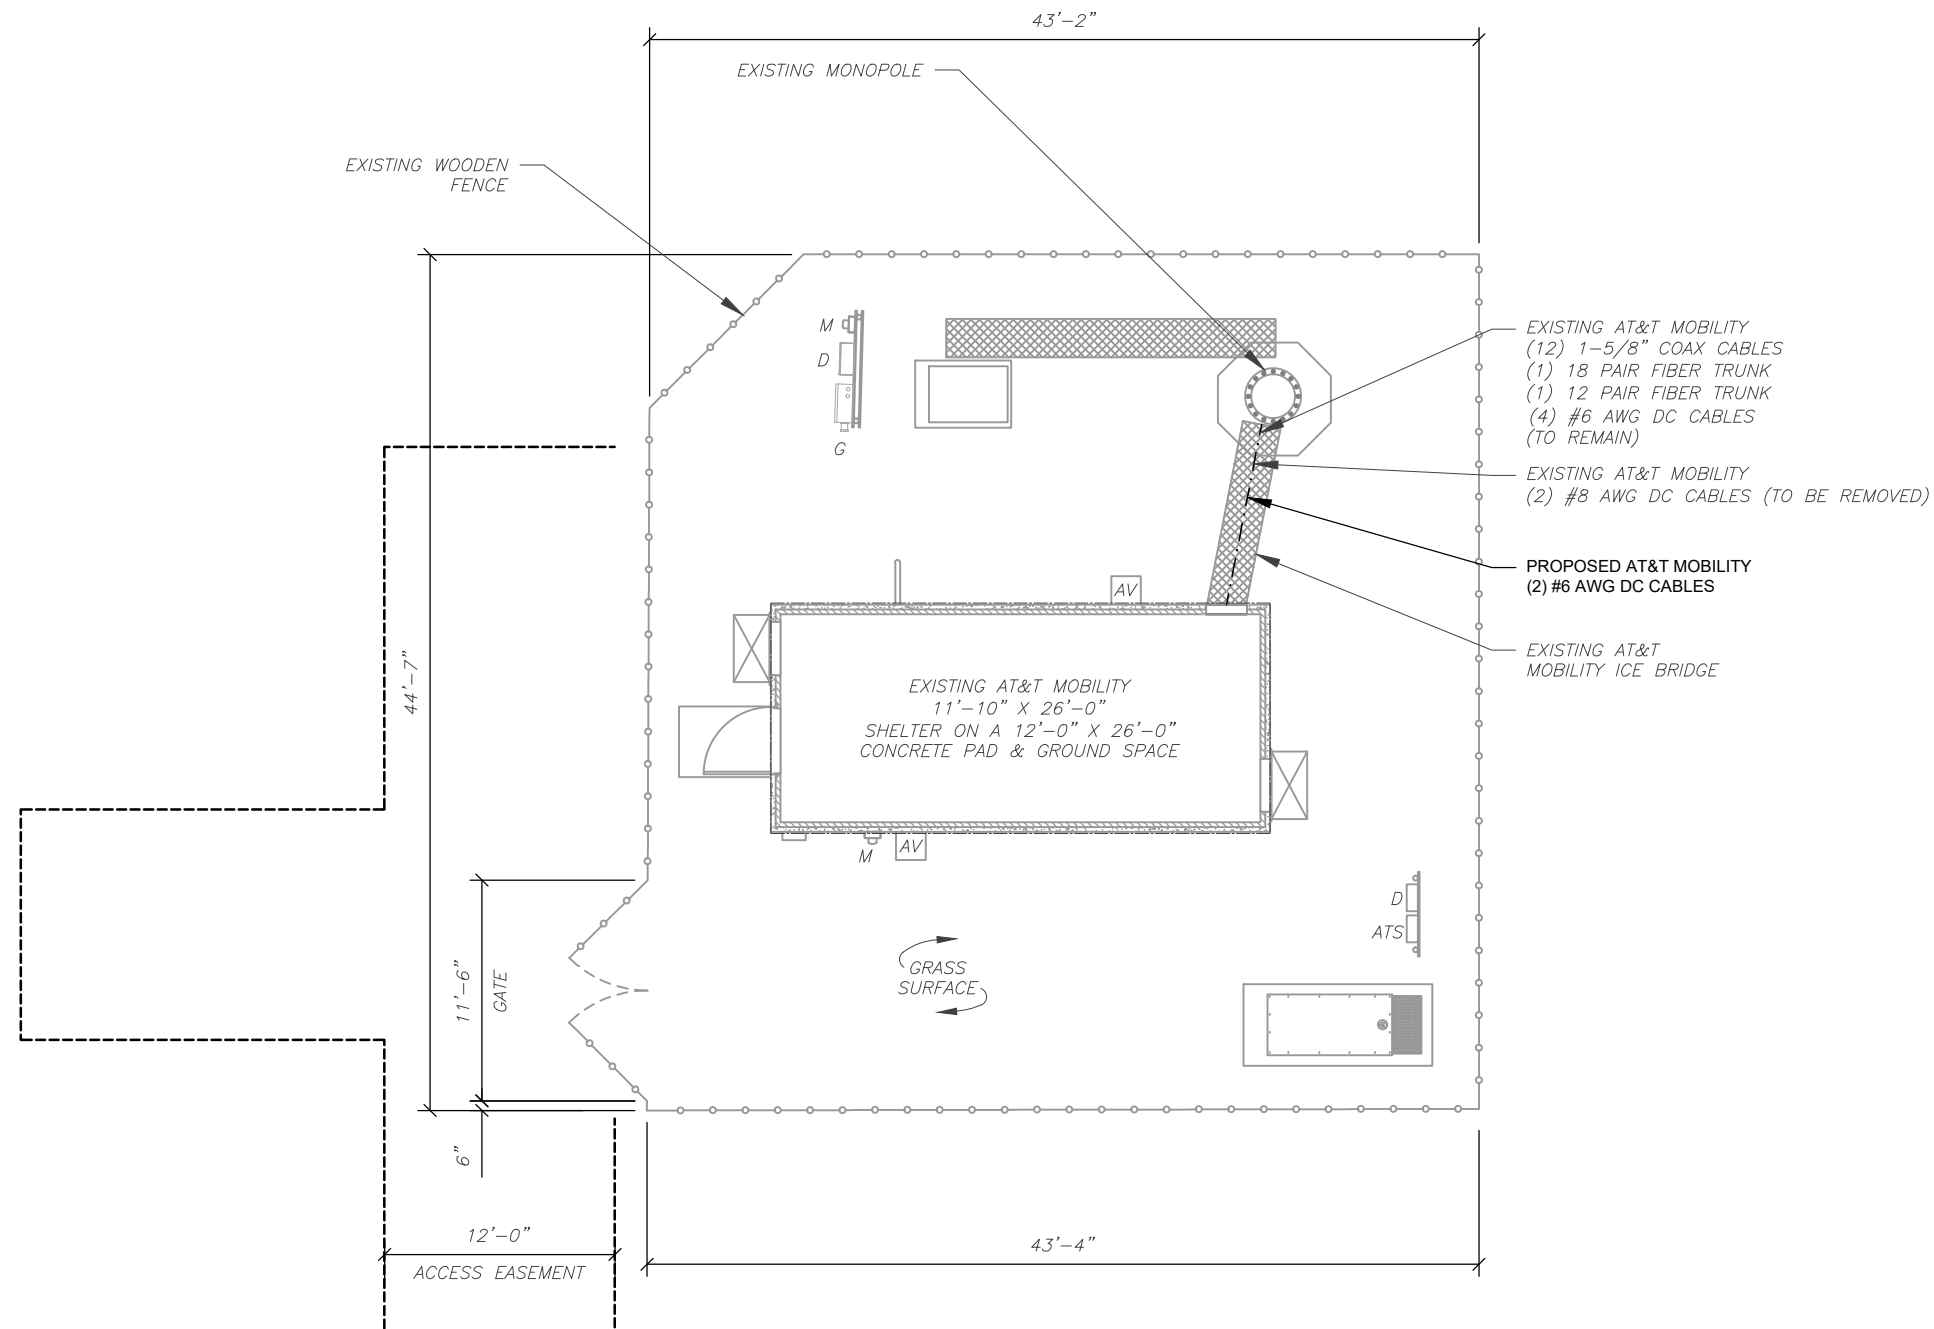 43'-2"
EXISTING MONOPOLE
EXISTING WOODEN
FENCE
M
D
G
EXISTING AT&T MOBILITY
(12) 1-5/8" COAX CABLES
(1) 18 PAIR FIBER TRUNK
(1) 12 PAIR FIBER TRUNK
(4) #6 AWG DC CABLES
(TO REMAIN)
EXISTING AT&T MOBILITY
(2) #8 AWG DC CABLES (TO BE REMOVED)
PROPOSED AT&T MOBILITY
(2) #6 AWG DC CABLES
EXISTING AT&T
MOBILITY ICE BRIDGE
AV
44'-7"
EXISTING AT&T MOBILITY
11'-10" X 26'-0"
SHELTER ON A 12'-0" X 26'-0"
CONCRETE PAD & GROUND SPACE
M
AV
D
ATS
11'-6"
GATE
GRASS
SURFACE
6"
12'-0"
ACCESS EASEMENT
43'-4"